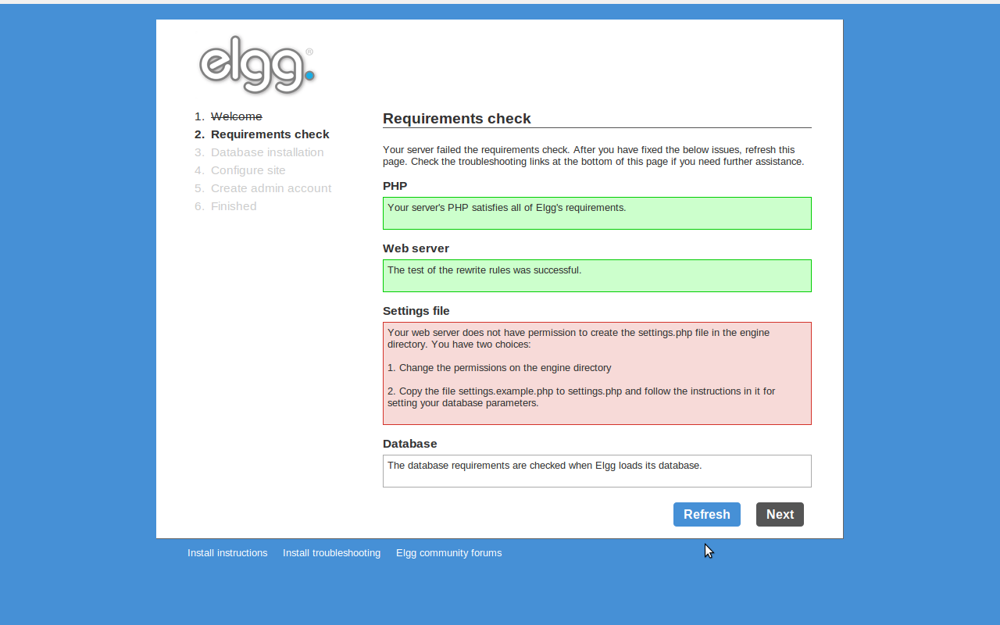 elgg.®
1. Welcome
2. Requirements check
3. Database installation
4. Configure site
5. Create admin account
6. Finished
Requirements check
Your server failed the requirements check. After you have fixed the below issues, refresh this
page. Check the troubleshooting links at the bottom of this page if you need further assistance.
PHP
Your server's PHP satisfies all of Elgg's requirements.
Web server
The test of the rewrite rules was successful.
Settings file
Your web server does not have permission to create the settings.php file in the engine
directory. You have two choices:
1. Change the permissions on the engine directory
2. Copy the file settings.example.php to settings.php and follow the instructions in it for
setting your database parameters.
Database
The database requirements are checked when Elgg loads its database.
Refresh Next
Install instructions Install troubleshooting Elgg community forums